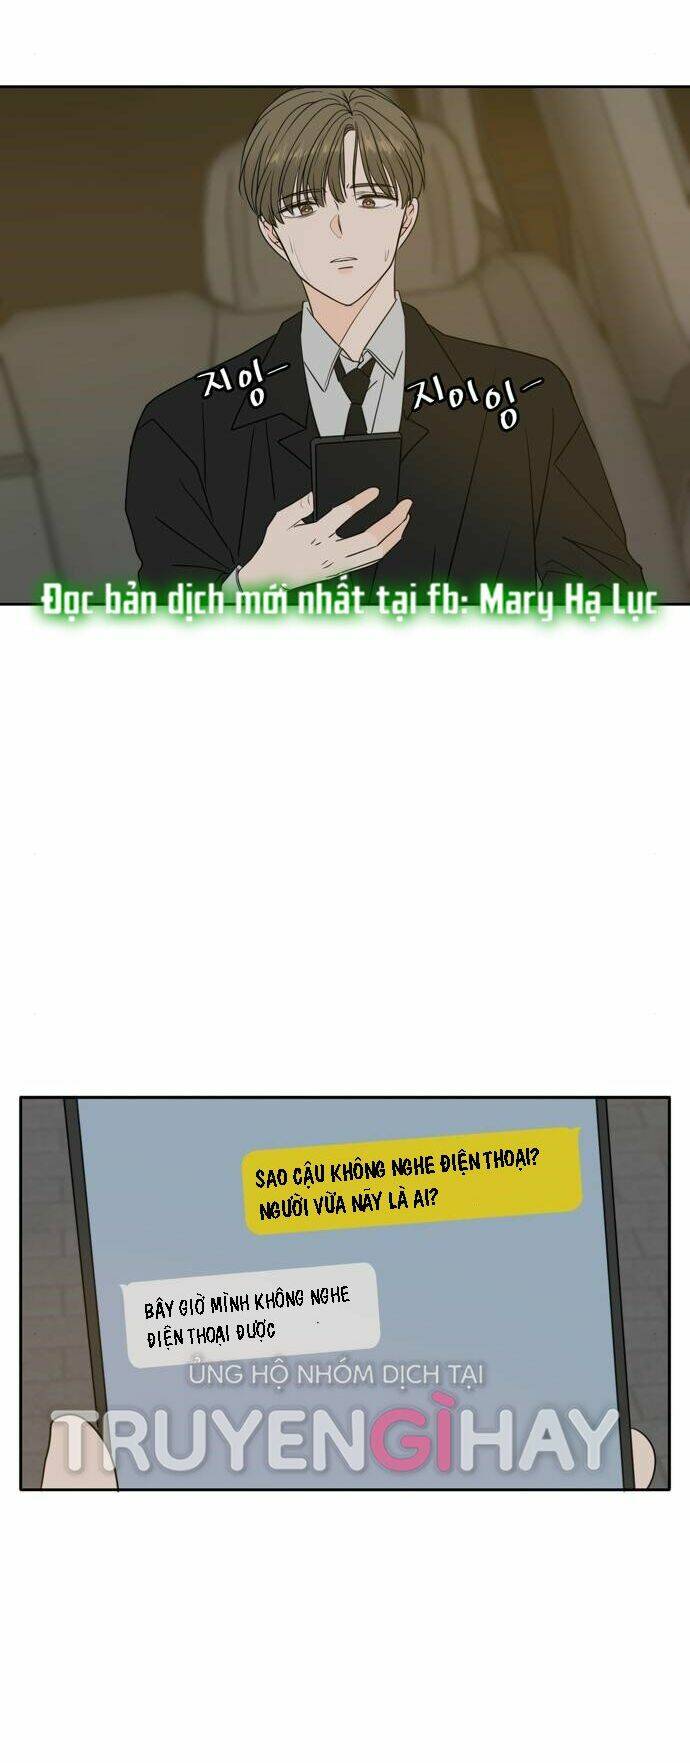 지잉-
지이잉-
Đọc bản dịch mới nhất tại fb: Mary Hạ Lục
SAO CẬU KHÔNG NGHE ĐIỆN THOẠI?
NGƯỜI VỪA NÃY LÀ AI?
BÂY GIỜ MÌNH KHÔNG NGHE
ĐIỆN THOẠI ĐƯỢC
ỦNG HỘ NHÓM DỊCH TẠI
TRUYENGÌHAY